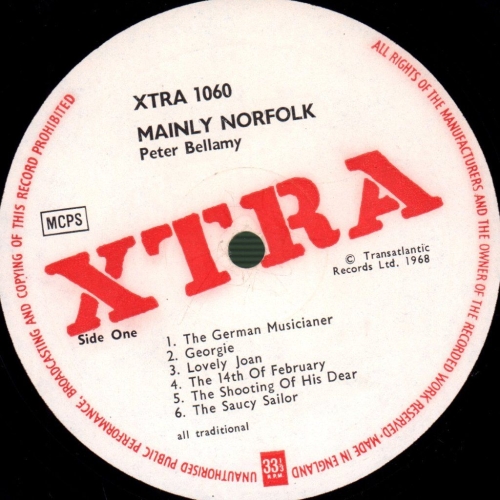 XTRA 1060
MAINLY NORFOLK
Peter Bellamy
MCPS
XTRA
© Transatlantic
Records Ltd. 1968
Side One
1. The German Musicianer
2. Georgie
3. Lovely Joan
4. The 14th Of February
5. The Shooting Of His Dear
6. The Saucy Sailor
all traditional
33⅓
R.P.M
ALL RIGHTS OF THE MANUFACTURERS AND THE OWNER OF THE RECORDED WORK RESERVED· MADE IN ENGLAND
UNAUTHORISED PUBLIC PERFORMANCE, BROADCASTING AND COPYING OF THIS RECORD PROHIBITED